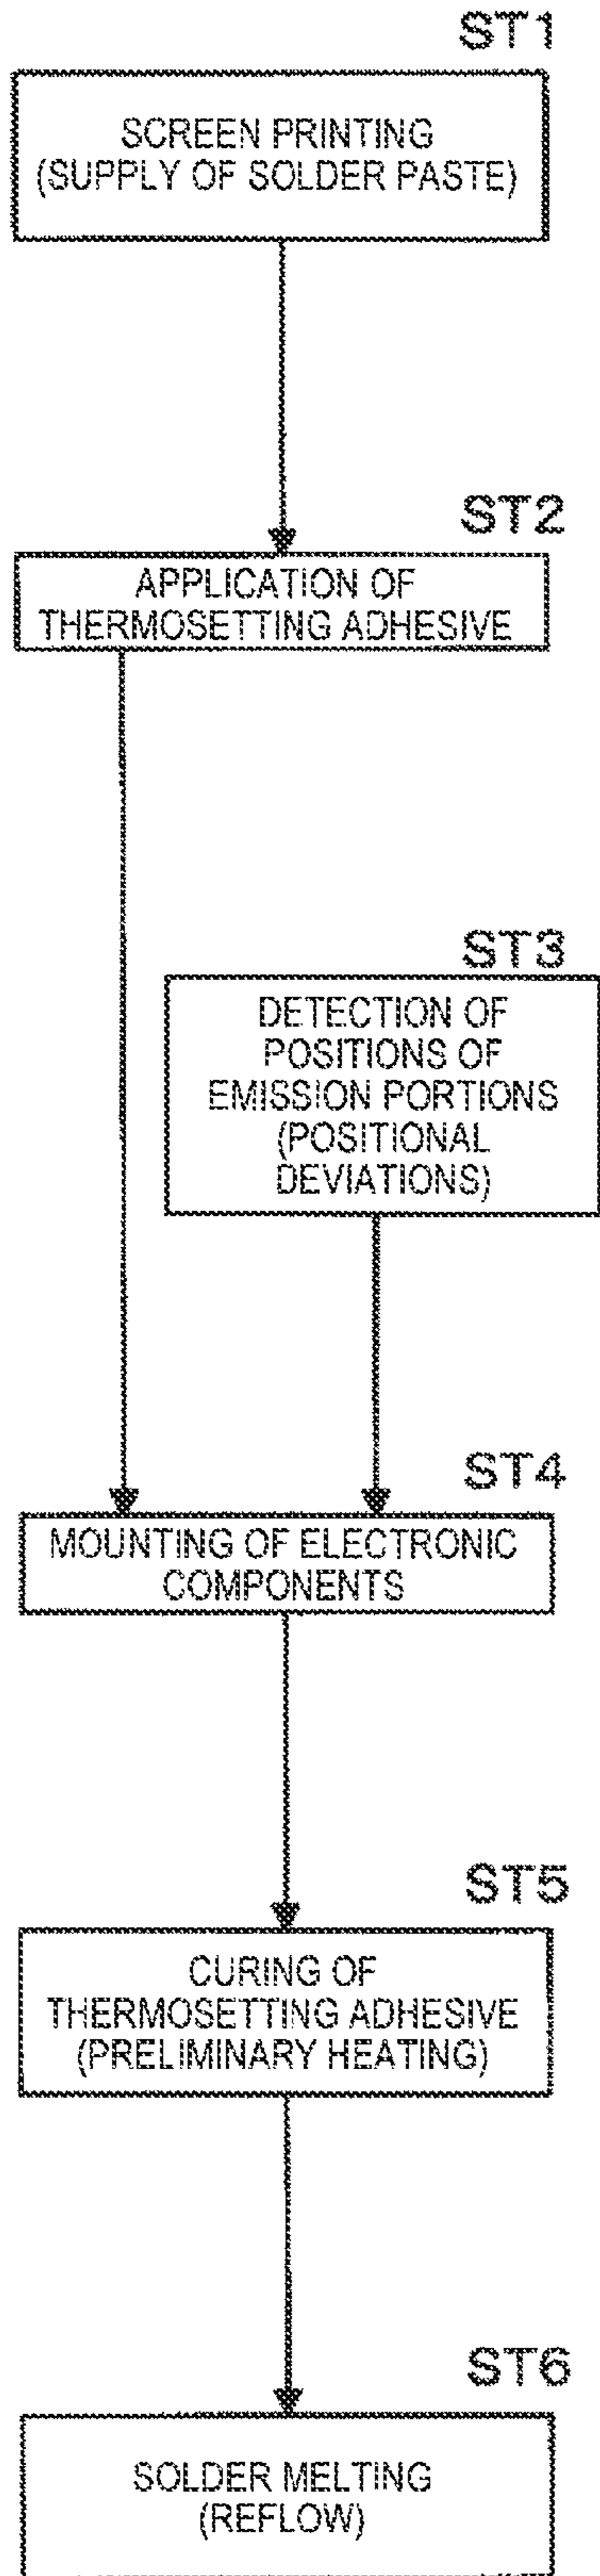 ST1
SCREEN PRINTING
(SUPPLY OF SOLDER PASTE)
ST2
APPLICATION OF
THERMOSETTING ADHESIVE
ST3
DETECTION OF
POSITIONS OF
EMISSION PORTIONS
(POSITIONAL
DEVIATIONS)
ST4
MOUNTING OF ELECTRONIC
COMPONENTS
ST5
CURING OF
THERMOSETTING ADHESIVE
(PRELIMINARY HEATING)
ST6
SOLDER MELTING
(REFLOW)